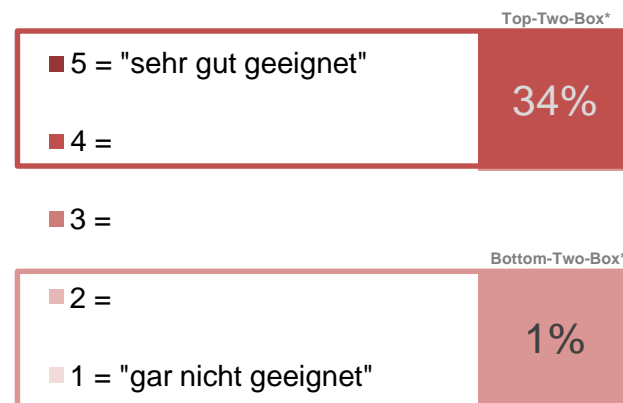 Top-Two-Box*
5 = "sehr gut geeignet"
34%
4 =
3 =
Bottom-Two-Box*
2 =
1%
1 = "gar nicht geeignet"